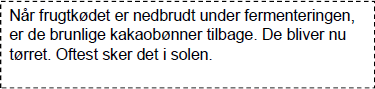 Når frugtkødet er nedbrudt under fermenteringen,
er de brunlige kakaobønner tilbage. De bliver nu
tørret. Oftest sker det i solen.